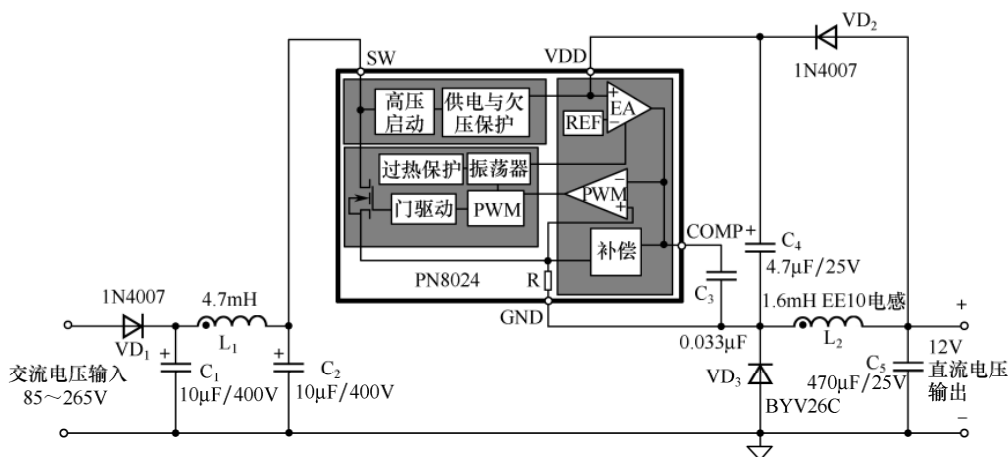 VD2
SW
VDD
1N4007
高压
启动
供电与欠
压保护
+
EA
REF
−
过热保护
振荡器
−
PWM
+
门驱动
PWM
COMP
+
C4
4.7μF/25V
补偿
PN8024
R
C3
1N4007
4.7mH
1.6mH EE10电感
+
GND
VD1
L1
0.033μF
L2
12V
+
C1
+
C2
C5
直流电压
输出
交流电压输入
85～265V
10μF/400V
10μF/400V
VD3
470μF/25V
BYV26C
−